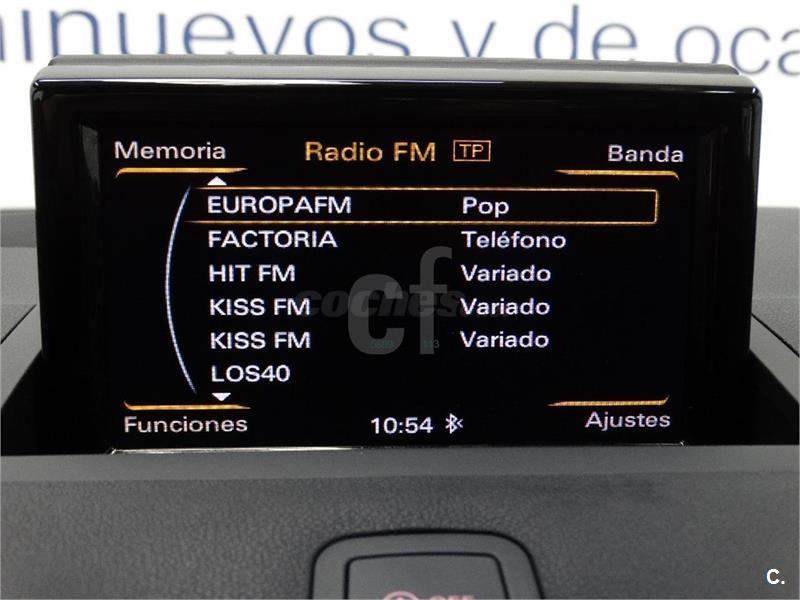 minuevos y de oca
Memoria Radio FM TP Banda
EUROPAFM Pop
FACTORIA Teléfono
HIT FM Variado
KISS FM Variado
KISS FM Variado
LOS40
coches
cf
Funciones 10:54 Ajustes
OFF
c.